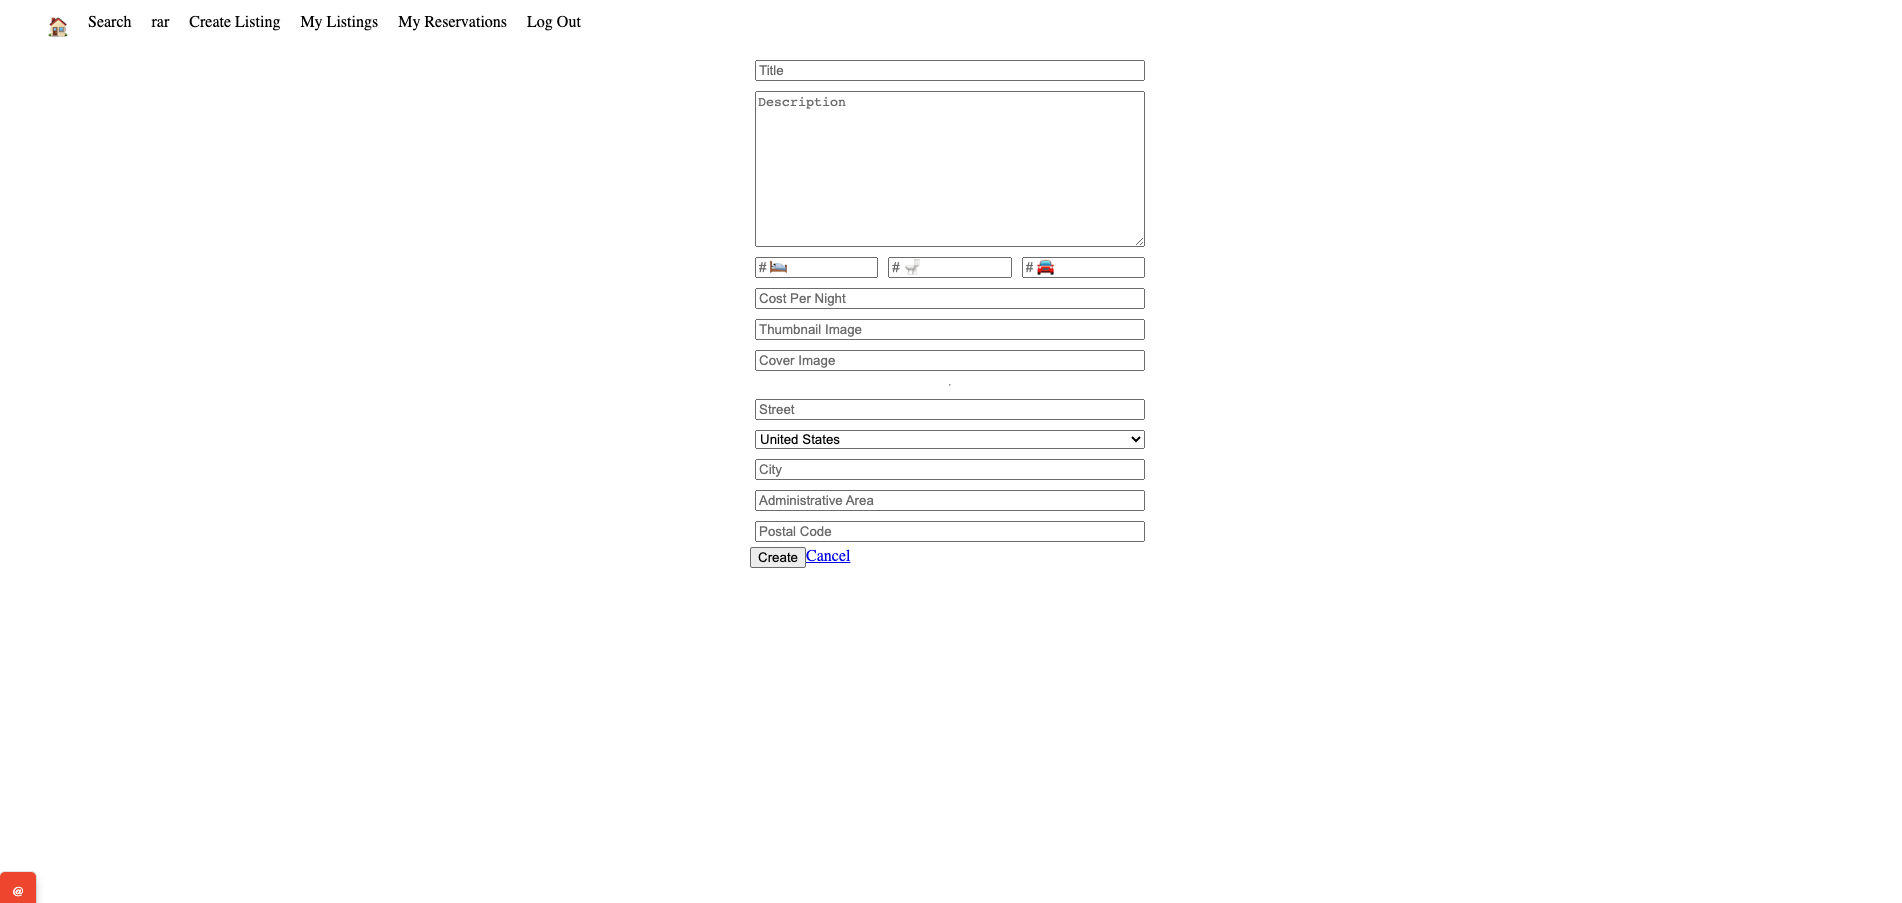 🏠 Search rar Create Listing My Listings My Reservations Log Out
Title
Description
# 🛌 # 🚽 # 🚘
Cost Per Night
Thumbnail Image
Cover Image
Street
United States
City
Administrative Area
Postal Code
Create Cancel
@